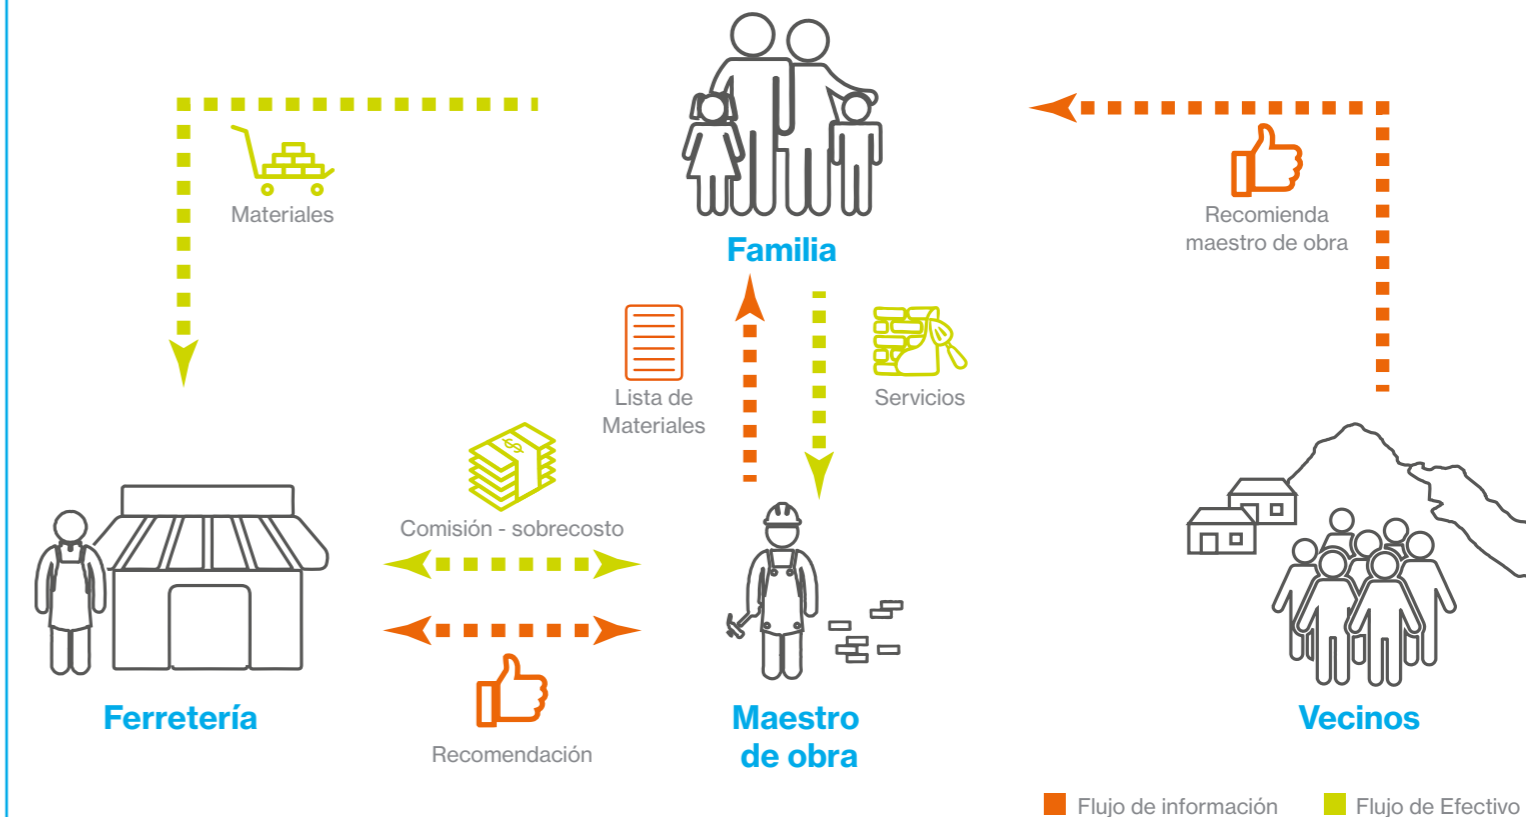 Materiales
Recomienda
maestro de obra
Familia
Lista de
Materiales
Servicios
$
Comisión - sobrecosto
Recomendación
Ferretería
Maestro
de obra
Vecinos
Flujo de información
Flujo de Efectivo